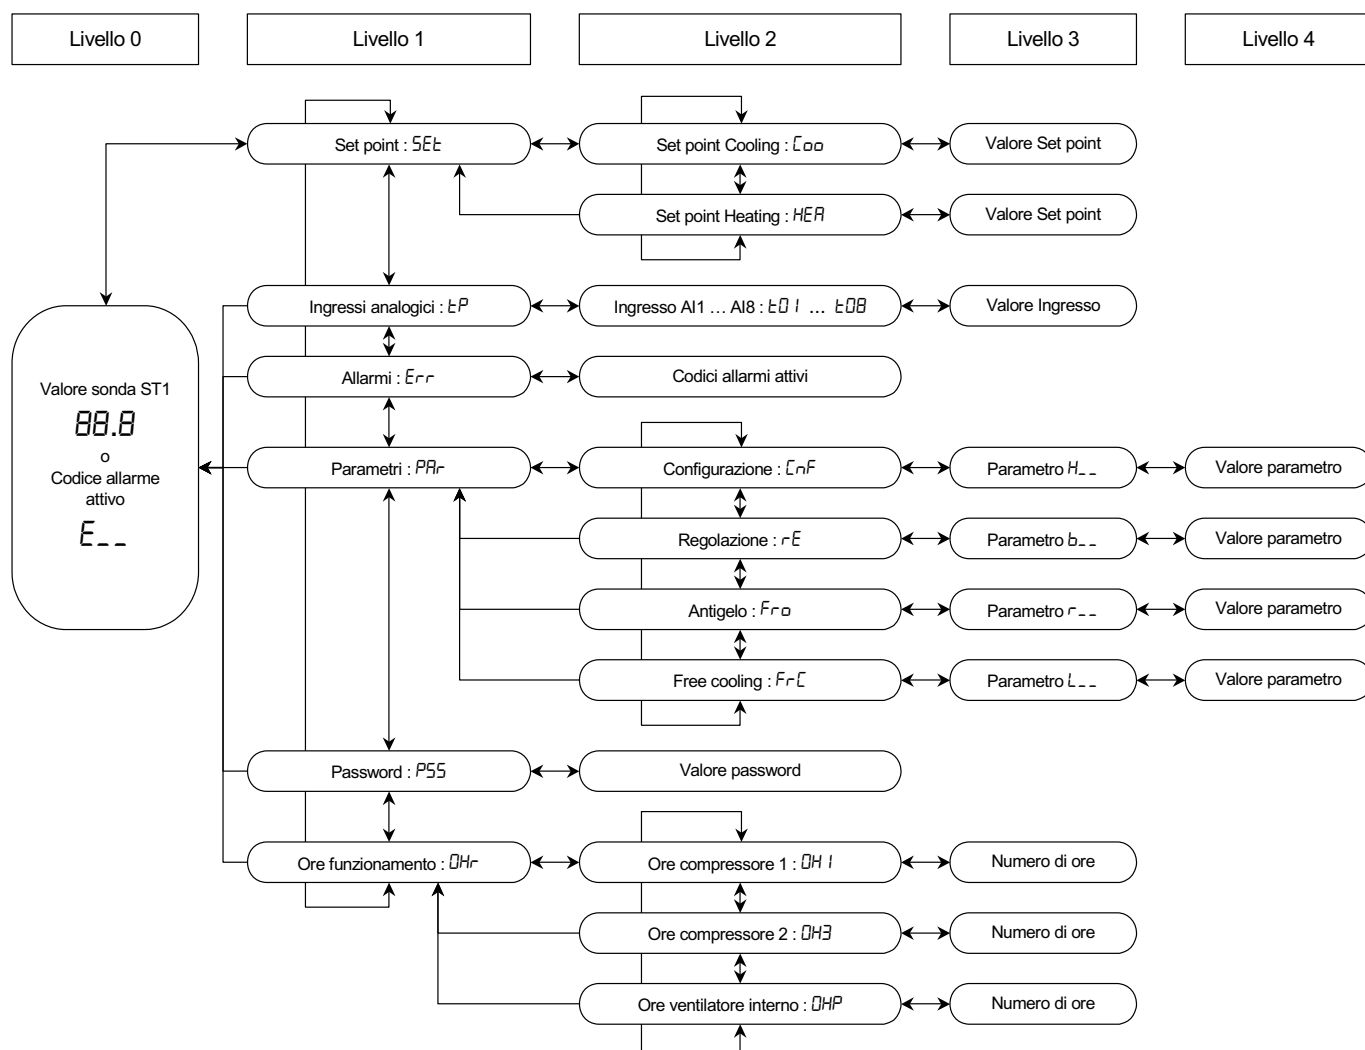 Livello 0 Livello 1 Livello 2 Livello 3 Livello 4
Set point : SEt Set point Cooling : Coo Valore Set point
Set point Heating : HEA Valore Set point
Ingressi analogici : tP Ingresso AI1 … AI8 : t01 … t08 Valore Ingresso
Allarmi : Err Codici allarmi attivi
Valore sonda ST1
88.8
o
Codice allarme
attivo
E__
Parametri : PAr Configurazione : CnF Parametro H__ Valore parametro
Regolazione : rE Parametro b__ Valore parametro
Antigelo : Fro Parametro r__ Valore parametro
Free cooling : FrC Parametro L__ Valore parametro
Password : PSS Valore password
Ore funzionamento : OHr Ore compressore 1 : OH1 Numero di ore
Ore compressore 2 : OH3 Numero di ore
Ore ventilatore interno : OHP Numero di ore